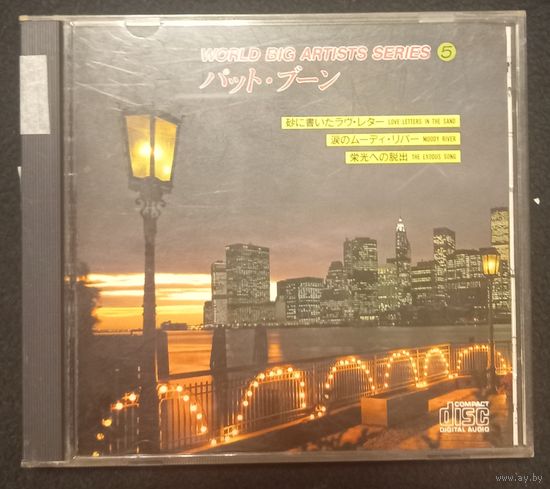 WORLD BIG ARTISTS SERIES 5
パット・ブーン
砂に書いたラヴ・レター LOVE LETTERS IN THE SAND
涙のムーディ・リバー MOODY RIVER
栄光への脱出 THE EXODUS SONG
COMPACT
disc
DIGITAL AUDIO
www.ay.by